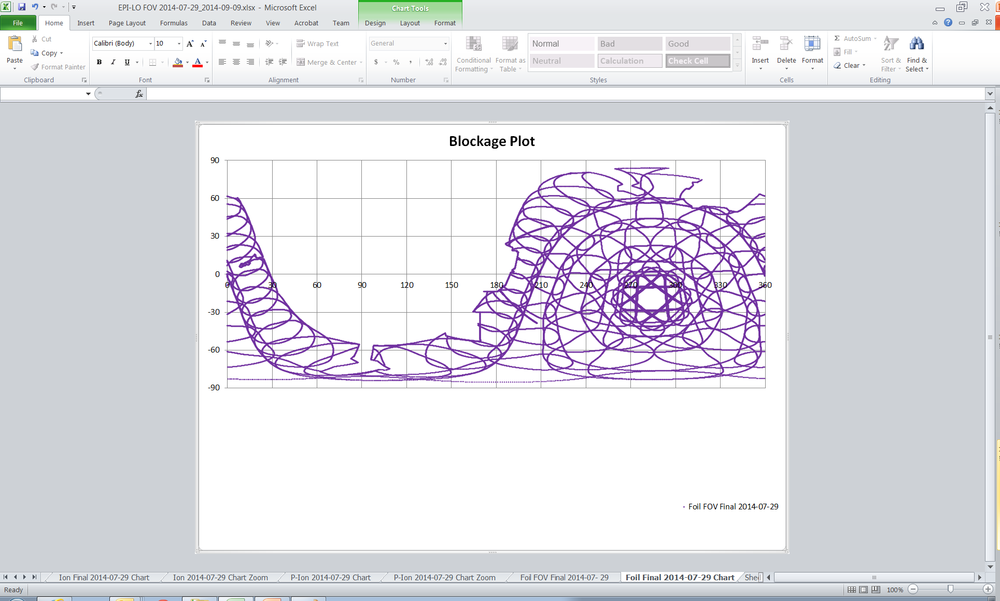 EPI-LO FOV 2014-07-29_2014-09-09.xlsx - Microsoft Excel
Chart Tools
File Home Insert Page Layout Formulas Data Review View Acrobat Team Design Layout Format
Paste
Cut
Copy
Format Painter
Clipboard
Calibri (Body) 10
B I U
Font
Wrap Text
Merge & Center
Alignment
General
$ % ,
Number
Conditional Formatting
Format as Table
Normal Bad Good
Neutral Calculation Check Cell
Styles
Insert Delete Format
Cells
Σ AutoSum
Fill
Clear
Sort & Filter
Find & Select
Editing
fx
Blockage Plot
90
60
30
0
-30
-60
-90
0 30 60 90 120 150 180 210 240 270 300 330 360
Foil FOV Final 2014-07-29
Ion Final 2014-07-29 Chart Ion 2014-07-29 Chart Zoom P-Ion 2014-07-29 Chart P-Ion 2014-07-29 Chart Zoom Foil FOV Final 2014-07- 29 Foil Final 2014-07-29 Chart
Ready 100%